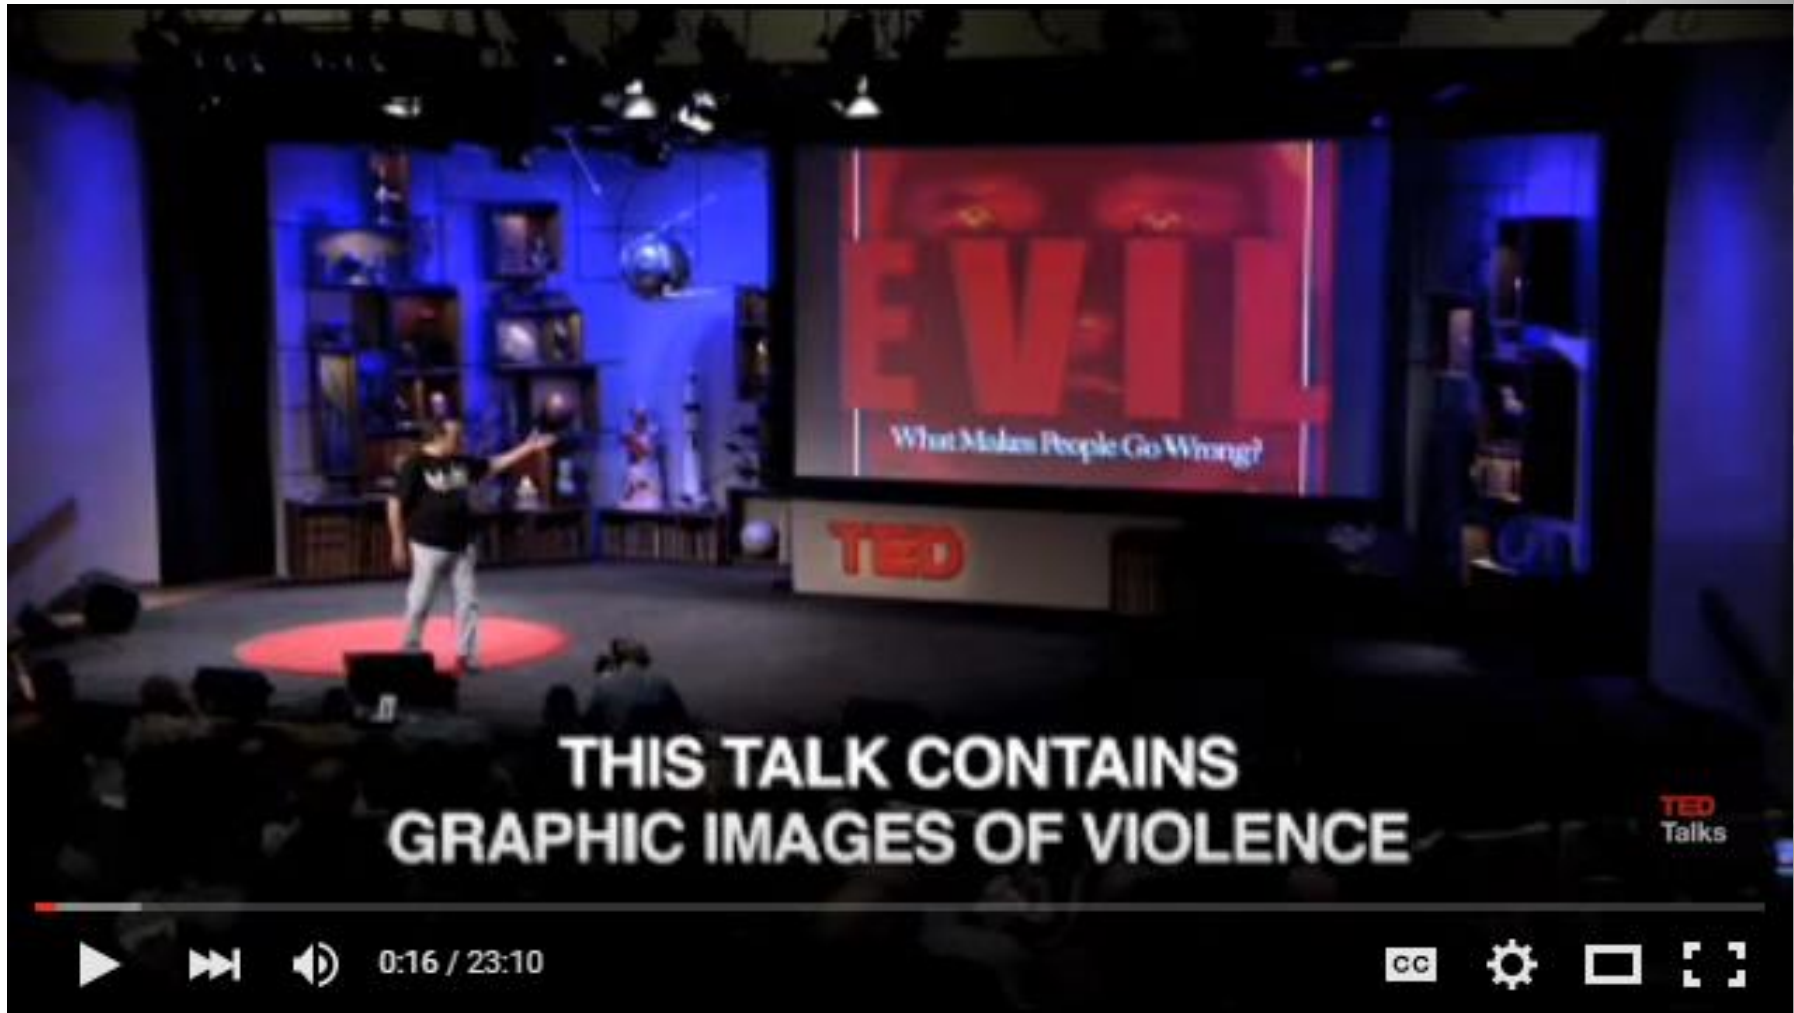 EVIL
What Makes People Go Wrong?
TED
THIS TALK CONTAINS
GRAPHIC IMAGES OF VIOLENCE
TED
Talks
0:16 / 23:10
CC